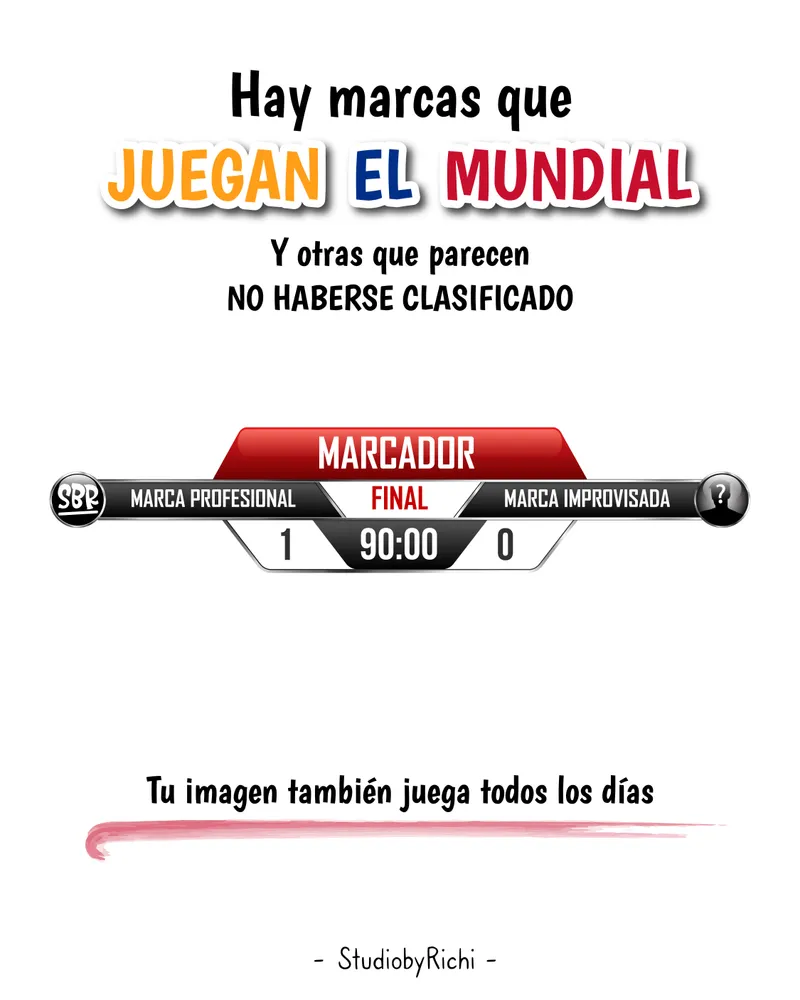 Hay marcas que
JUEGAN EL MUNDIAL
Y otras que parecen
NO HABERSE CLASIFICADO
MARCADOR
SBR MARCA PROFESIONAL FINAL MARCA IMPROVISADA ?
1 90:00 0
Tu imagen también juega todos los días
- StudiobyRichi -